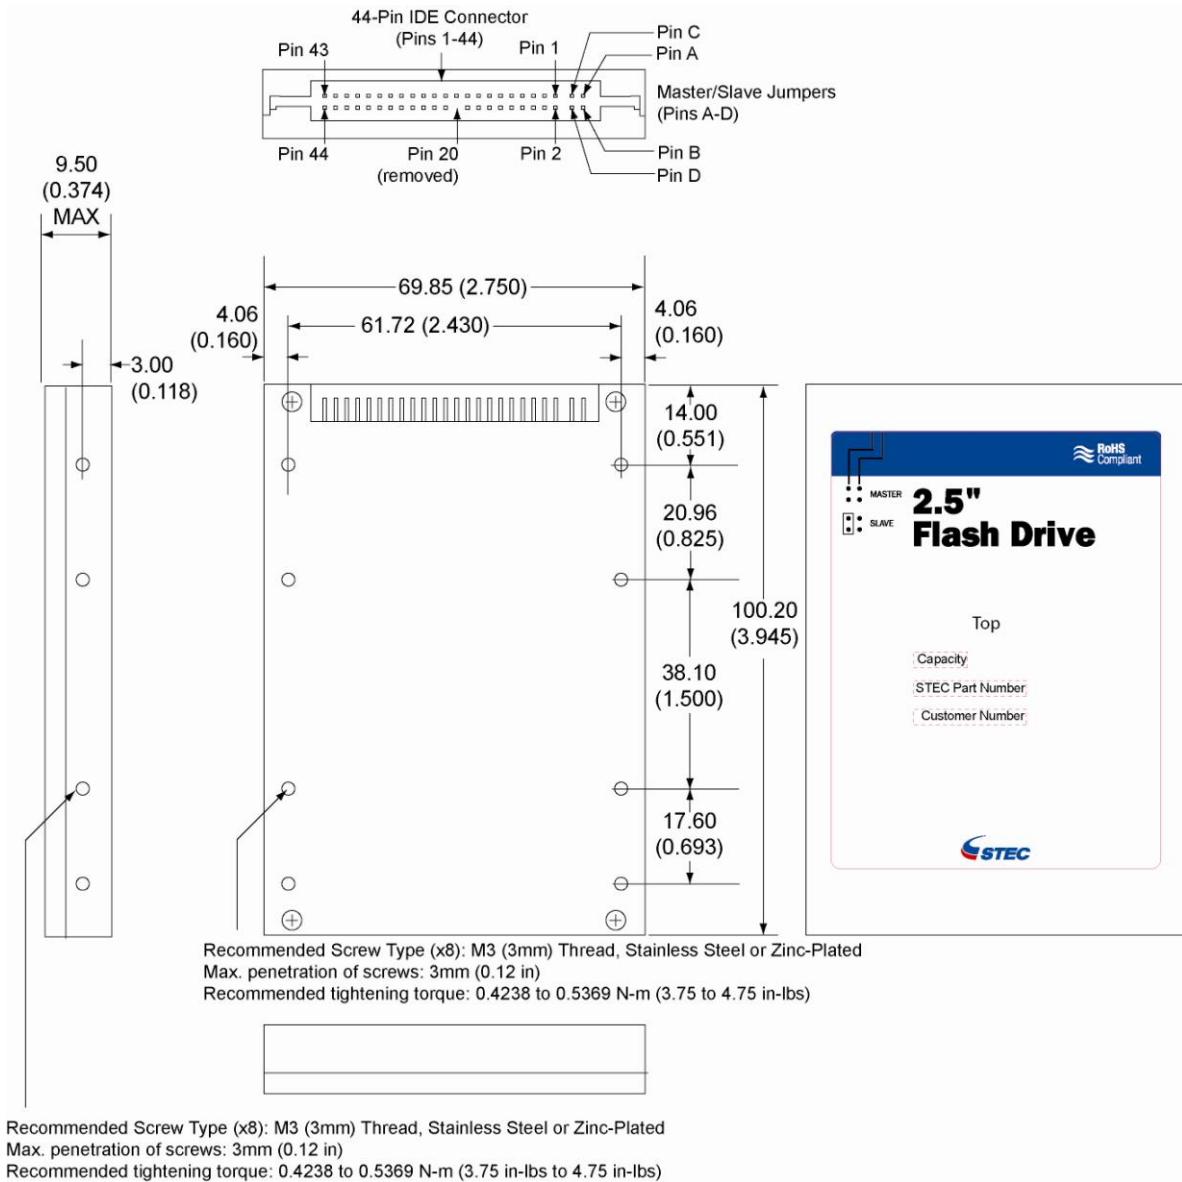 44-Pin IDE Connector
(Pins 1-44)
Pin 43
Pin 1
Pin C
Pin A
Master/Slave Jumpers
(Pins A-D)
Pin 44
Pin 20
(removed)
Pin 2
Pin B
Pin D
9.50
(0.374)
MAX
3.00
(0.118)
69.85 (2.750)
4.06
(0.160)
61.72 (2.430)
4.06
(0.160)
14.00
(0.551)
20.96
(0.825)
38.10
(1.500)
17.60
(0.693)
100.20
(3.945)
RoHS
Compliant
MASTER
SLAVE
2.5"
Flash Drive
Top
Capacity
STEC Part Number
Customer Number
STEC
Recommended Screw Type (x8): M3 (3mm) Thread, Stainless Steel or Zinc-Plated
Max. penetration of screws: 3mm (0.12 in)
Recommended tightening torque: 0.4238 to 0.5369 N-m (3.75 to 4.75 in-lbs)
Recommended Screw Type (x8): M3 (3mm) Thread, Stainless Steel or Zinc-Plated
Max. penetration of screws: 3mm (0.12 in)
Recommended tightening torque: 0.4238 to 0.5369 N-m (3.75 in-lbs to 4.75 in-lbs)